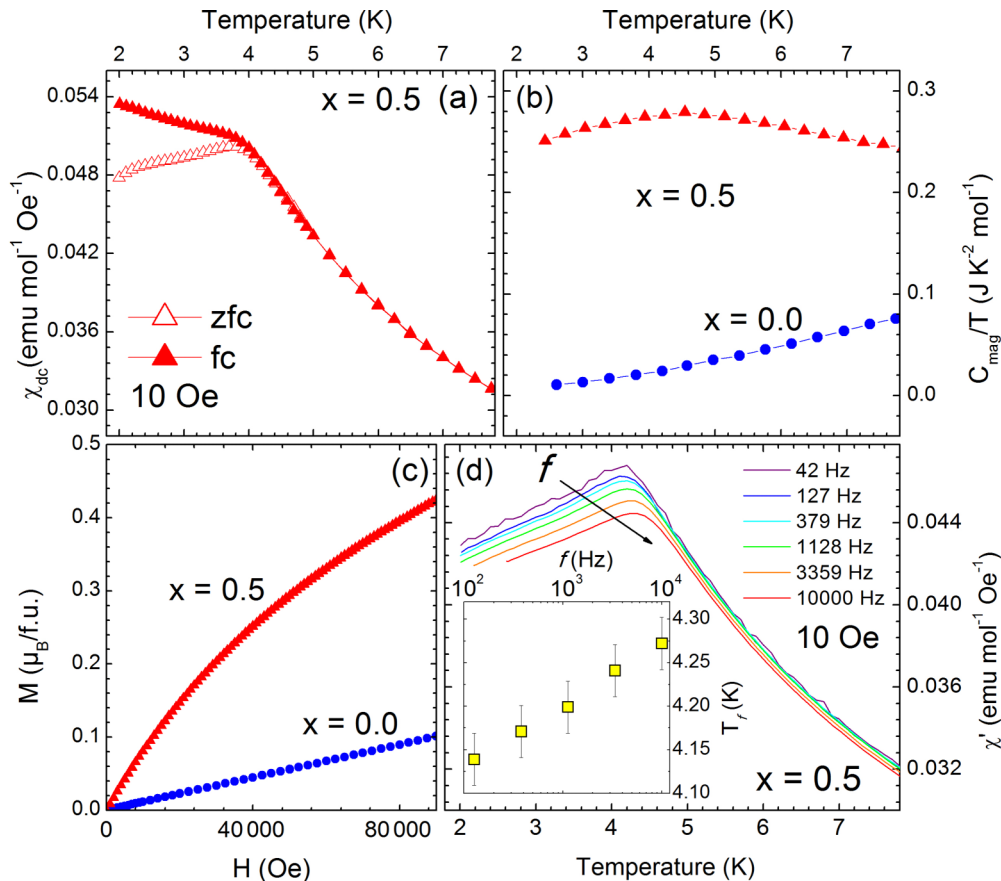 Temperature (K)
2 3 4 5 6 7
Temperature (K)
2 3 4 5 6 7
0.054
0.048
0.042
0.036
0.030
χdc(emu mol⁻¹ Oe⁻¹)
x = 0.5
(a)
zfc
fc
10 Oe
(b)
x = 0.5
x = 0.0
0.3
0.2
0.1
0.0
Cmag/T (J K⁻² mol⁻¹)
0.5
0.4
0.3
0.2
0.1
0.0
M (μB/f.u.)
(c)
x = 0.5
x = 0.0
0 40 000 80 000
H (Oe)
(d)
f
42 Hz
127 Hz
379 Hz
1128 Hz
3359 Hz
10000 Hz
10 Oe
f (Hz)
10² 10³ 10⁴
4.30
4.25
4.20
4.15
4.10
Tf (K)
x = 0.5
0.044
0.040
0.036
0.032
χ' (emu mol⁻¹ Oe⁻¹)
2 3 4 5 6 7
Temperature (K)